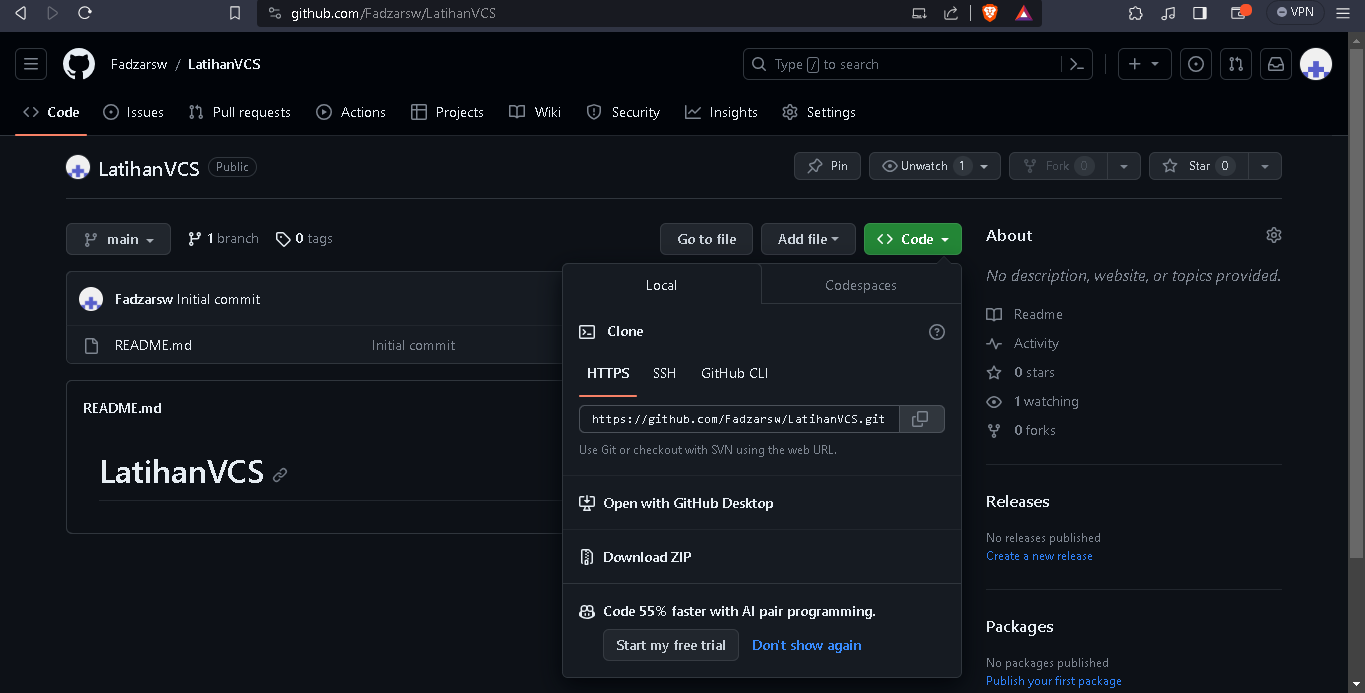 github.com/Fadzarsw/LatihanVCS
VPN
Fadzarsw / LatihanVCS
Type / to search
Code Issues Pull requests Actions Projects Wiki Security Insights Settings
LatihanVCS Public
Pin Unwatch 1 Fork 0 Star 0
main 1 branch 0 tags
Go to file Add file Code
Fadzarsw Initial commit
README.md Initial commit
README.md
LatihanVCS
Local Codespaces
Clone
HTTPS SSH GitHub CLI
https://github.com/Fadzarsw/LatihanVCS.git
Use Git or checkout with SVN using the web URL.
Open with GitHub Desktop
Download ZIP
Code 55% faster with AI pair programming.
Start my free trial Don't show again
About
No description, website, or topics provided.
Readme
Activity
0 stars
1 watching
0 forks
Releases
No releases published
Create a new release
Packages
No packages published
Publish your first package